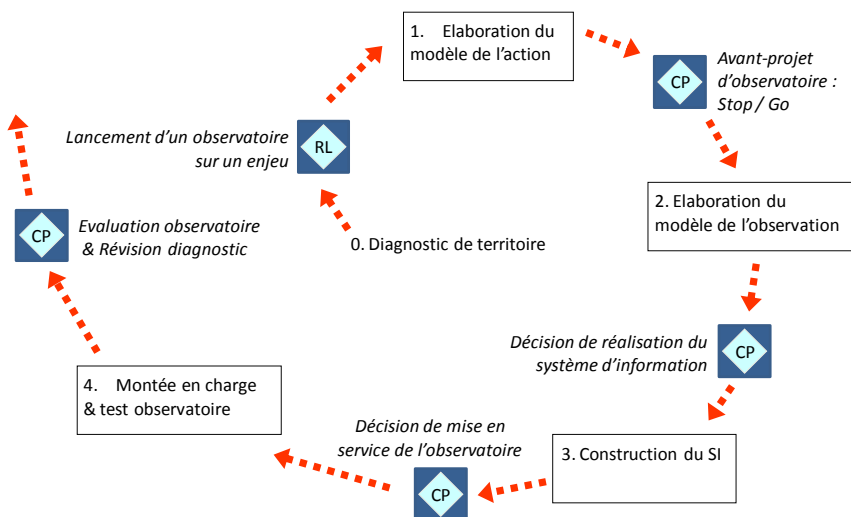 0. Diagnostic de territoire
RL
Lancement d'un observatoire
sur un enjeu
1. Elaboration du
modèle de l'action
CP
Avant-projet
d'observatoire :
Stop / Go
2. Elaboration du
modèle de l'observation
Décision de réalisation du
système d'information
CP
3. Construction du SI
Décision de mise en
service de l'observatoire
CP
4. Montée en charge
& test observatoire
CP
Evaluation observatoire
& Révision diagnostic